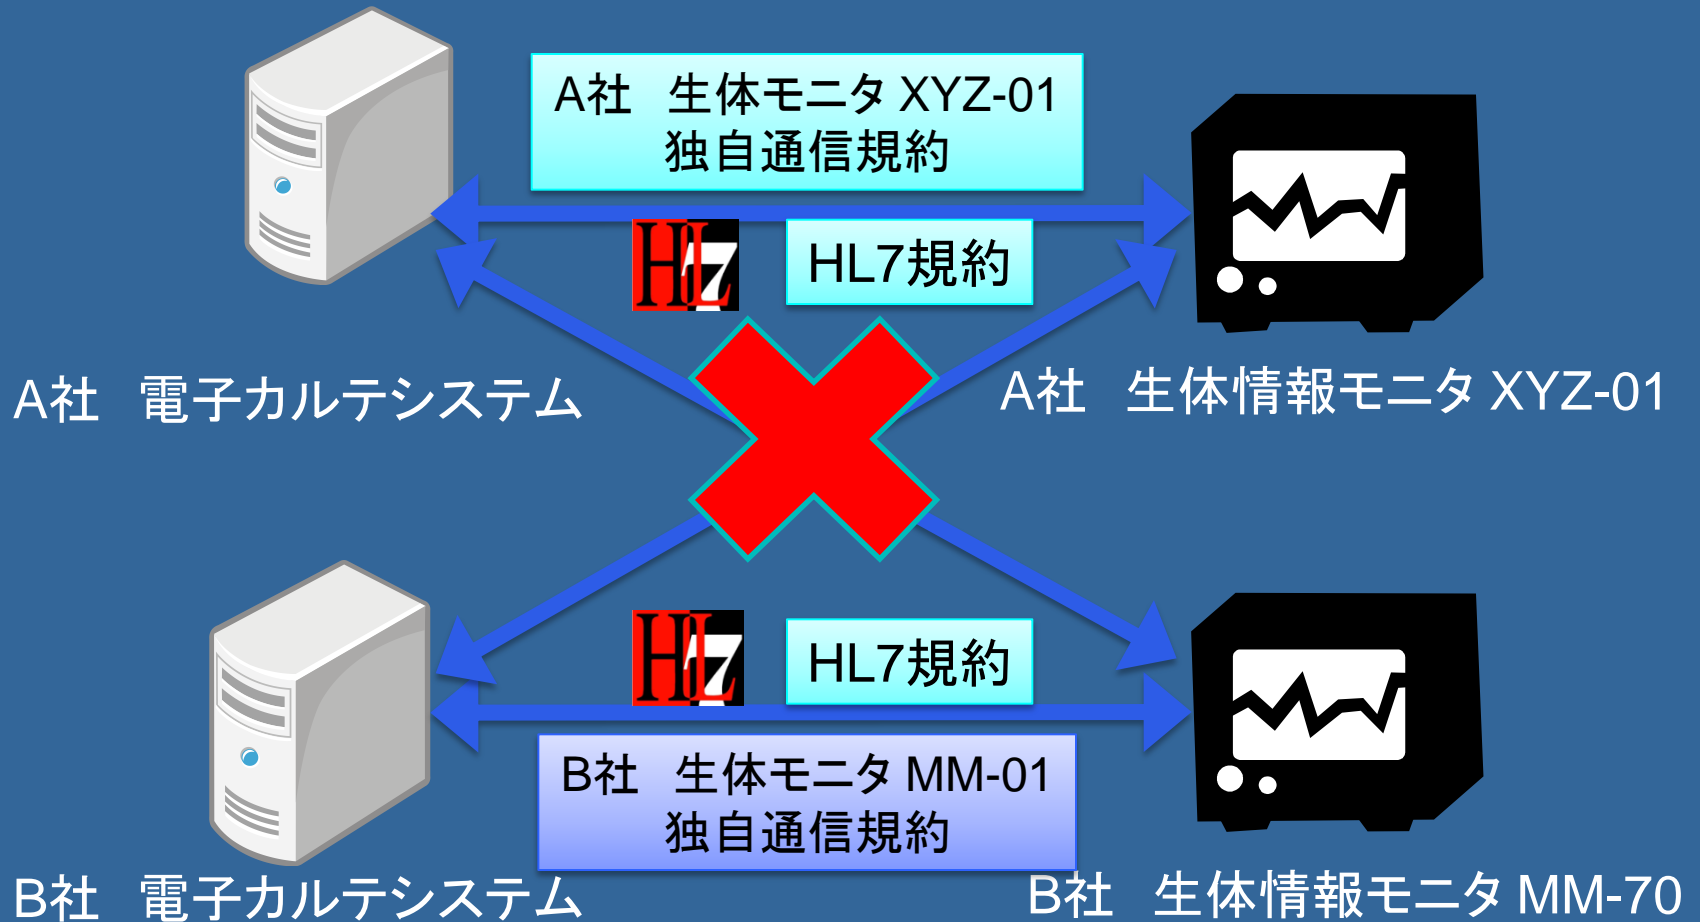 A社　生体モニタ XYZ-01
独自通信規約
HL7
HL7規約
A社　電子カルテシステム
A社　生体情報モニタ XYZ-01
HL7
HL7規約
B社　生体モニタ MM-01
独自通信規約
B社　電子カルテシステム
B社　生体情報モニタ MM-70